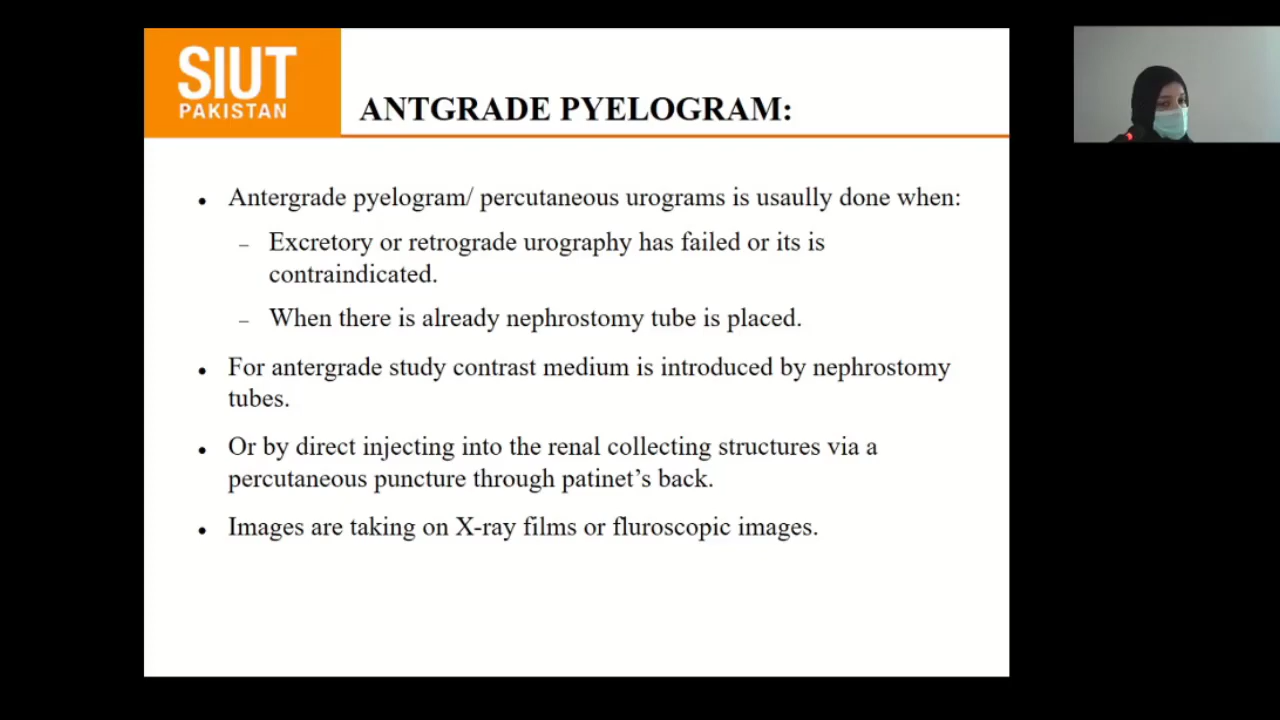 SIUT
PAKISTAN
ANTGRADE PYELOGRAM:
• Antergrade pyelogram/ percutaneous urograms is usaully done when:
– Excretory or retrograde urography has failed or its is
contraindicated.
– When there is already nephrostomy tube is placed.
• For antergrade study contrast medium is introduced by nephrostomy
tubes.
• Or by direct injecting into the renal collecting structures via a
percutaneous puncture through patinet’s back.
• Images are taking on X-ray films or fluroscopic images.